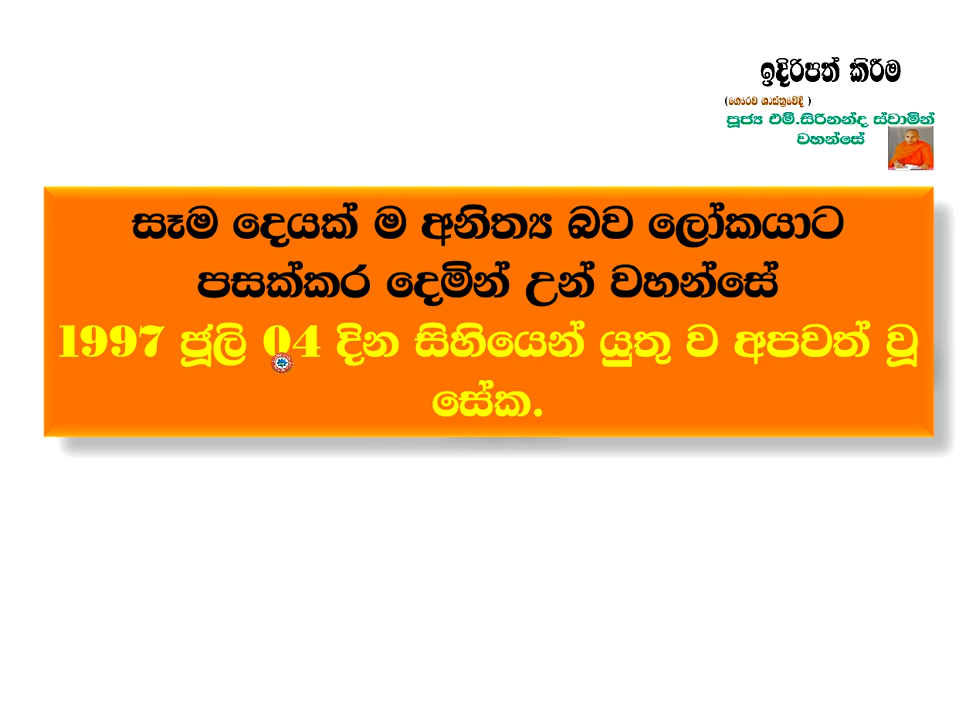 ඉදිරිපත් කිරීම
(ගෞරව ශාස්ත්‍රවේදී )
පූජ්‍ය එම්.සිරිනන්ද ස්වාමින්
වහන්සේ
සෑම දෙයක් ම අනිත්‍ය බව ලෝකයාට
පසක්කර දෙමින් උන් වහන්සේ
1997 ජූලි 04 දින සිහියෙන් යුතු ව අපවත් වූ
සේක.